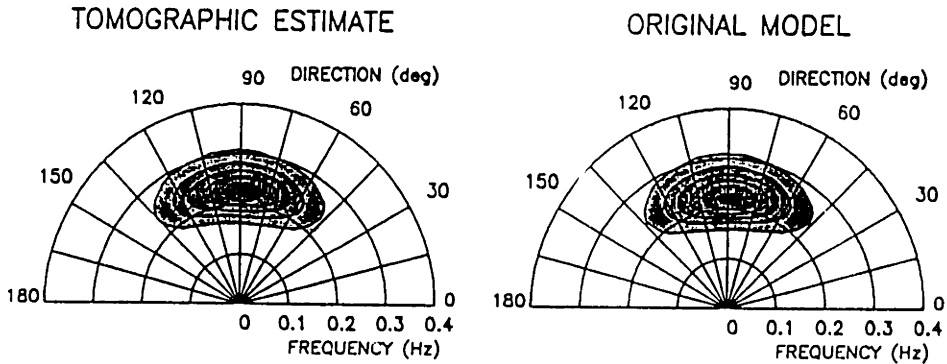 TOMOGRAPHIC ESTIMATE
90 DIRECTION (deg)
120
60
150
30
180
0
0 0.1 0.2 0.3 0.4
FREQUENCY (Hz)
ORIGINAL MODEL
90 DIRECTION (deg)
120
60
150
30
180
0
0 0.1 0.2 0.3 0.4
FREQUENCY (Hz)